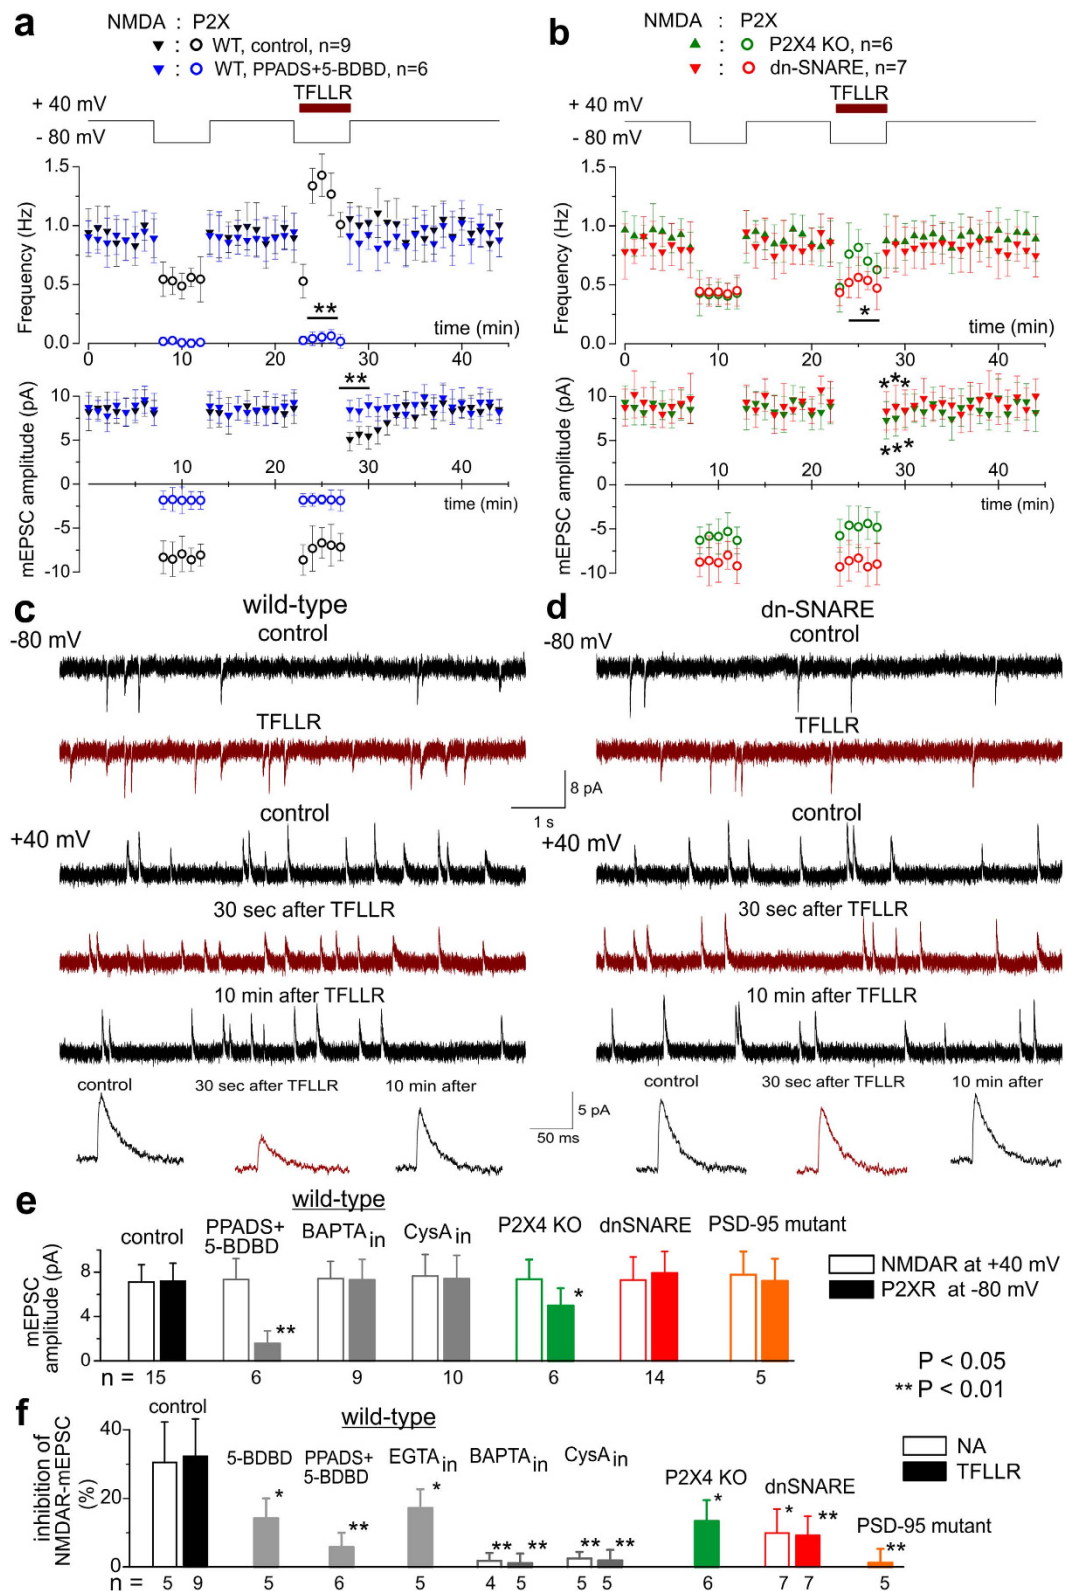 a
NMDA : P2X
▼ : ○ WT, control, n=9
▼ : ○ WT, PPADS+5-BDBD, n=6
TFLLR
+ 40 mV
- 80 mV
1.5
1.0
0.5
0.0
Frequency (Hz)
**
time (min)
0 10 20 30 40
10
5
0
-5
-10
mEPSC amplitude (pA)
**
10 20 30 40
time (min)
b
NMDA : P2X
▲ : ○ P2X4 KO, n=6
▼ : ○ dn-SNARE, n=7
TFLLR
+ 40 mV
- 80 mV
1.5
1.0
0.5
0.0
Frequency (Hz)
*
time (min)
0 10 20 30 40
10
5
0
-5
-10
mEPSC amplitude (pA)
***
***
10 20 30 40
time (min)
c
wild-type
control
-80 mV
TFLLR
8 pA
1 s
control
+40 mV
30 sec after TFLLR
10 min after TFLLR
control
30 sec after TFLLR
10 min after
5 pA
50 ms
d
dn-SNARE
control
-80 mV
TFLLR
control
+40 mV
30 sec after TFLLR
10 min after TFLLR
control
30 sec after TFLLR
10 min after
e
wild-type
control
PPADS+
5-BDBD
BAPTA in
CysA in
P2X4 KO
dnSNARE
PSD-95 mutant
8
4
0
mEPSC
amplitude (pA)
**
*
n = 15 6 9 10 6 14 5
NMDAR at +40 mV
P2XR at -80 mV
P < 0.05
** P < 0.01
f
control
wild-type
5-BDBD
PPADS+
5-BDBD
EGTA in
BAPTA in
CysA in
P2X4 KO
dnSNARE
PSD-95 mutant
40
20
0
inhibition of
NMDAR-mEPSC
(%)
* ** * ** ** ** ** * * ** **
n = 5 9 5 6 5 4 5 5 5 6 7 7 5
NA
TFLLR